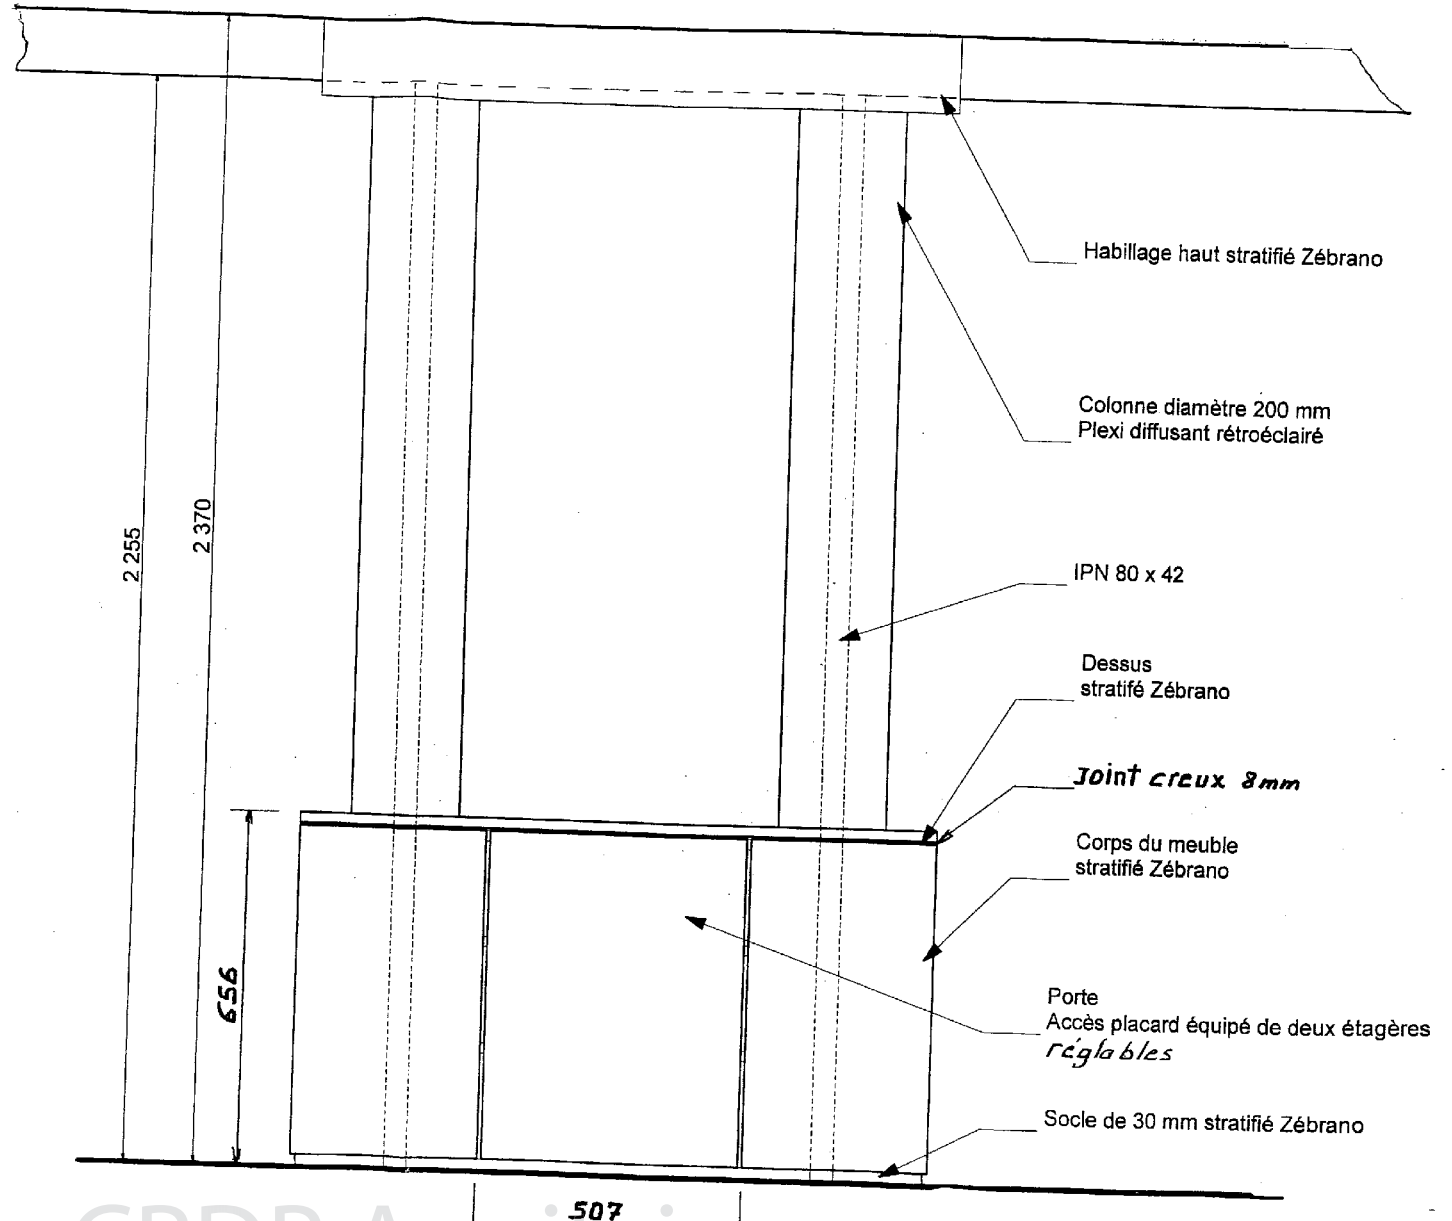 Habillage haut stratifié Zébrano
Colonne diamètre 200 mm
Plexi diffusant rétroéclairé
2 255
2 370
IPN 80 x 42
Dessus
stratifé Zébrano
Joint creux 8mm
Corps du meuble
stratifié Zébrano
656
Porte
Accès placard équipé de deux étagères
réglables
Socle de 30 mm stratifié Zébrano
507